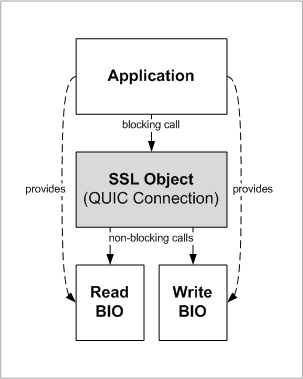 Application
blocking call
SSL Object
(QUIC Connection)
provides
provides
non-blocking calls
Read
BIO
Write
BIO